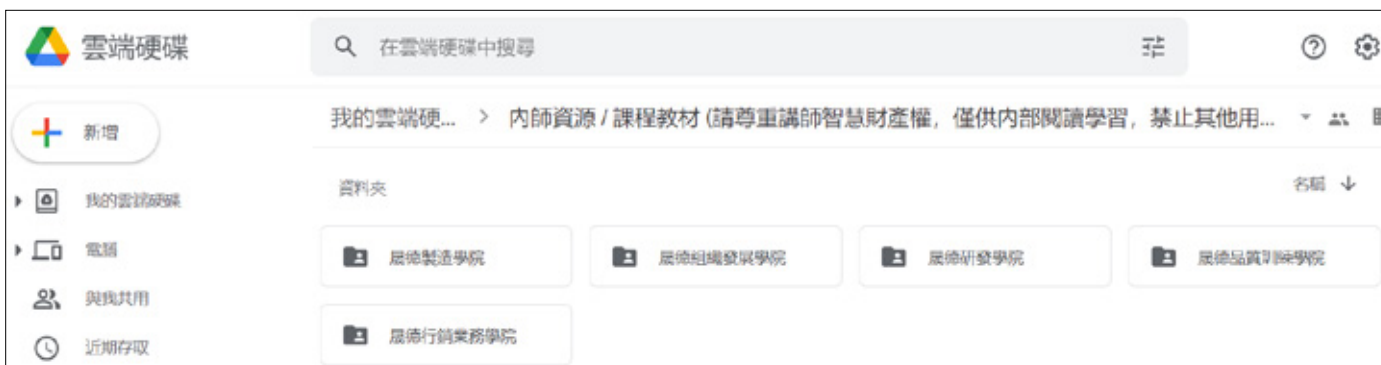 雲端硬碟
在雲端硬碟中搜尋
新增
我的雲端硬... > 內師資源 / 課程教材 (請尊重講師智慧財產權，僅供內部閱讀學習，禁止其他用...
我的雲端硬碟
資料夾
名稱
電腦
晟德製造學院
晟德組織發展學院
晟德研發學院
晟德品質訓練學院
與我共用
近期存取
晟德行銷業務學院